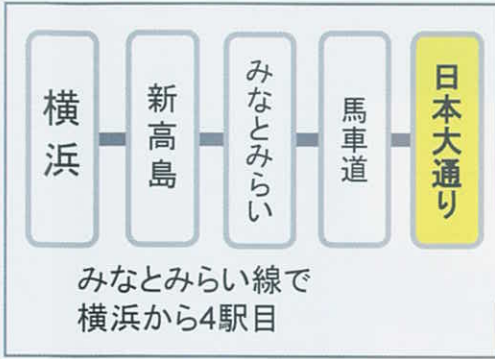 横浜
新高島
みなとみらい
馬車道
日本大通り
みなとみらい線で
横浜から4駅目